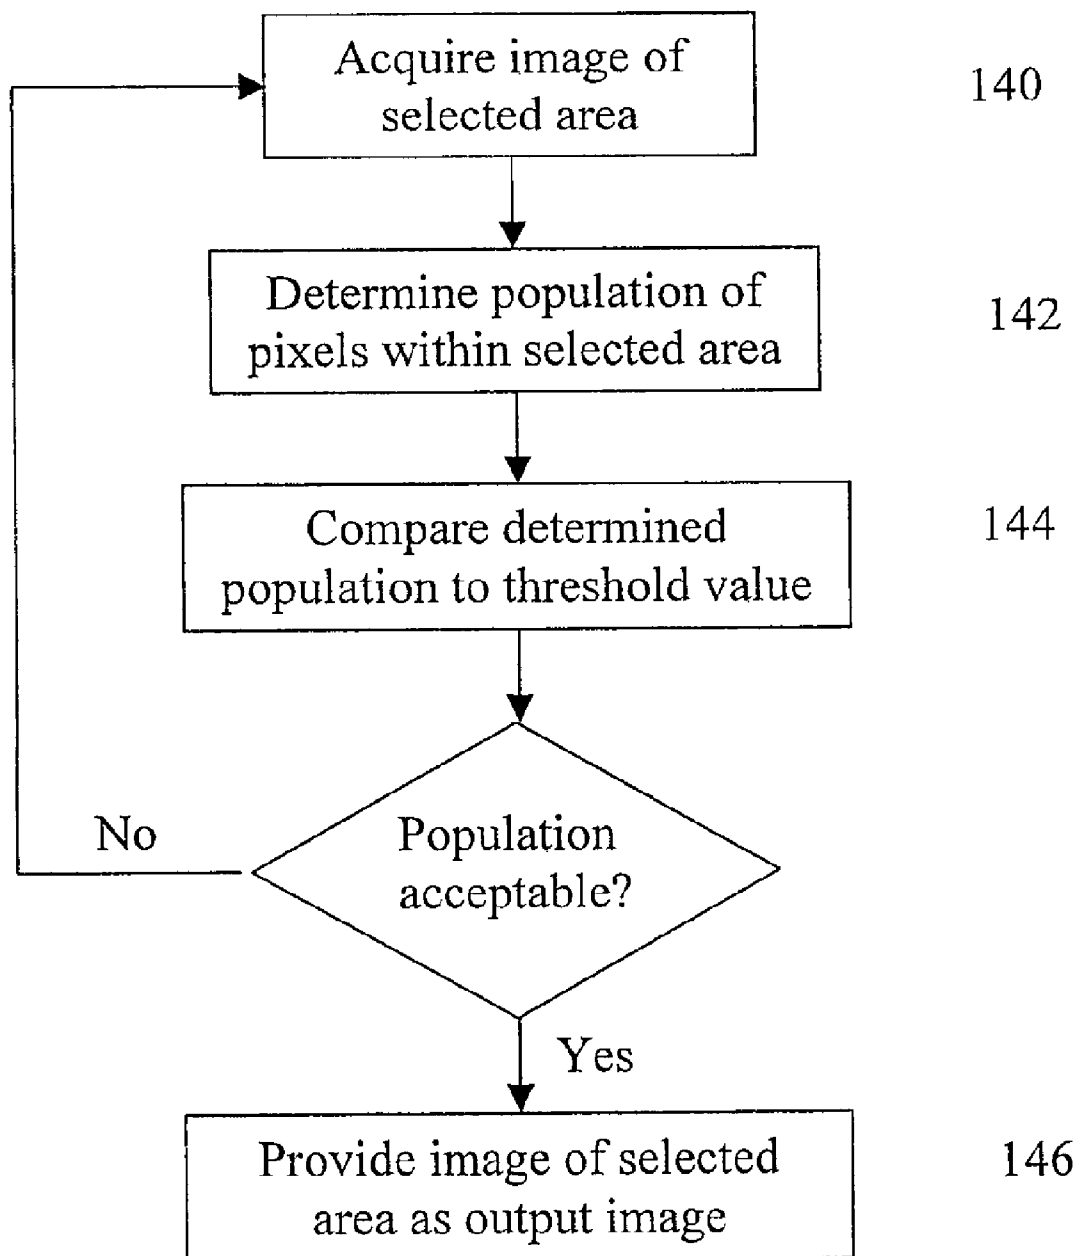 Acquire image of
selected area
140
Determine population of
pixels within selected area
142
Compare determined
population to threshold value
144
Population
acceptable?
No
Yes
Provide image of selected
area as output image
146